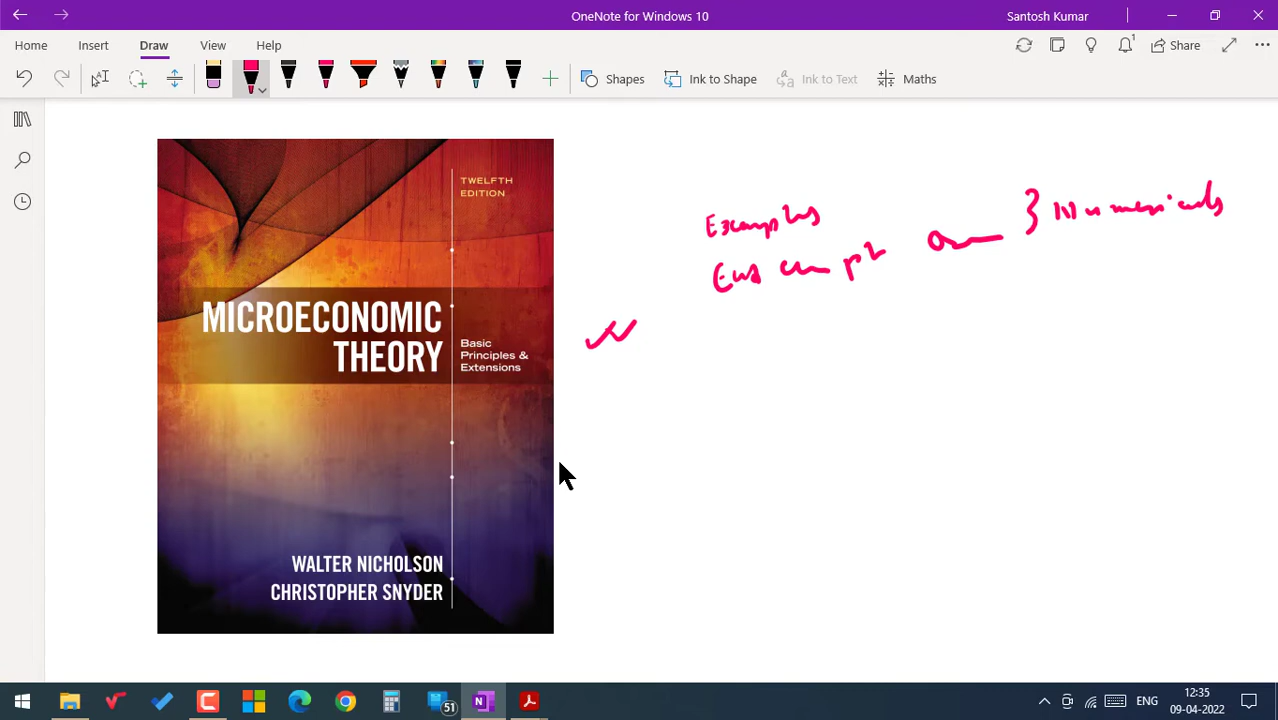 OneNote for Windows 10
Santosh Kumar
Home Insert Draw View Help
Share
Shapes Ink to Shape Ink to Text Maths
TWELFTH
EDITION
MICROECONOMIC
THEORY
Basic
Principles &
Extensions
WALTER NICHOLSON
CHRISTOPHER SNYDER
Examples
End
Numericals
51
ENG
12:35
09-04-2022